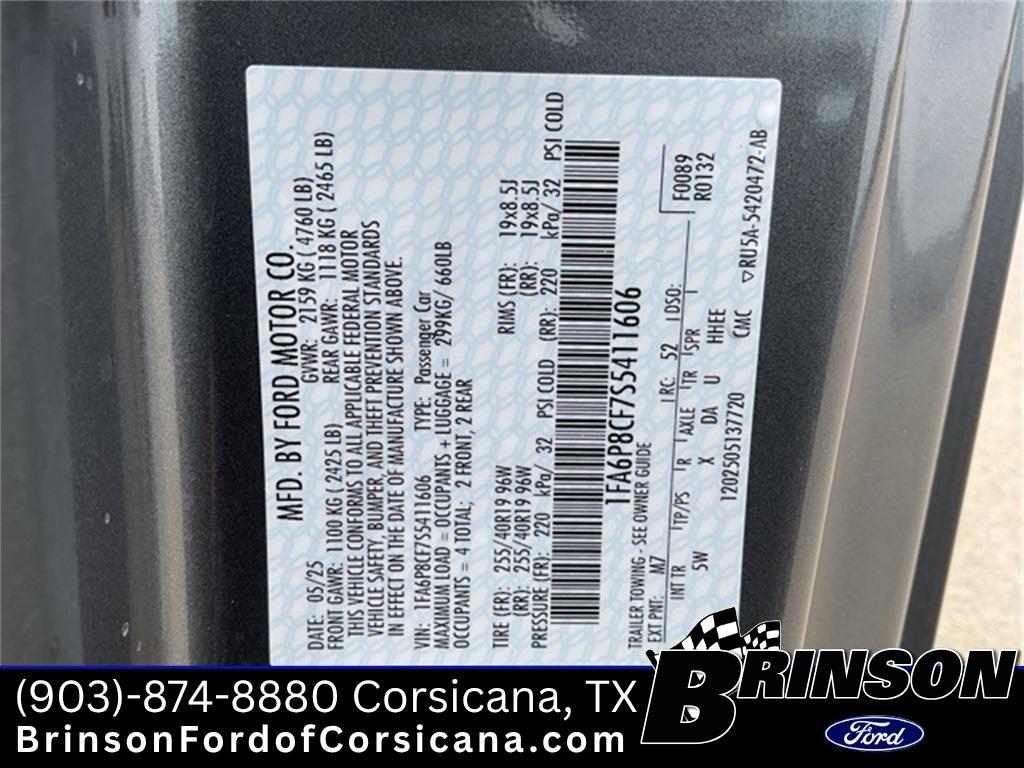 MFD. BY FORD MOTOR CO.
DATE: 05/25 GVWR: 2159 KG ( 4760 LB)
FRONT GAWR: 1100 KG ( 2425 LB) REAR GAWR: 1118 KG ( 2465 LB)
THIS VEHICLE CONFORMS TO ALL APPLICABLE FEDERAL MOTOR
VEHICLE SAFETY, BUMPER, AND THEFT PREVENTION STANDARDS
IN EFFECT ON THE DATE OF MANUFACTURE SHOWN ABOVE.
VIN: 1FA6P8CF7S5411606 TYPE: Passenger Car
MAXIMUM LOAD = OCCUPANTS + LUGGAGE = 299KG/ 660LB
OCCUPANTS = 4 TOTAL; 2 FRONT, 2 REAR
TIRE (FR): 255/40R19 96W RIMS (FR): 19x8.5J
(RR): 255/40R19 96W (RR): 19x8.5J
PRESSURE (FR): 220 kPa/ 32 PSI COLD (RR): 220 kPa/ 32 PSI COLD
1FA6P8CF7S5411606
TRAILER TOWING - SEE OWNER GUIDE
EXT PNT: M7 RC: 52 DSO: F0089
R0132
INT TR TP/PS R AXLE TR SPR
5W X DA U HHEE
120250513772​0 CMC ▽RU5A-5420472-AB
(903)-874-8880 Corsicana, TX
BrinsonFordofCorsicana.com
BRINSON
Ford